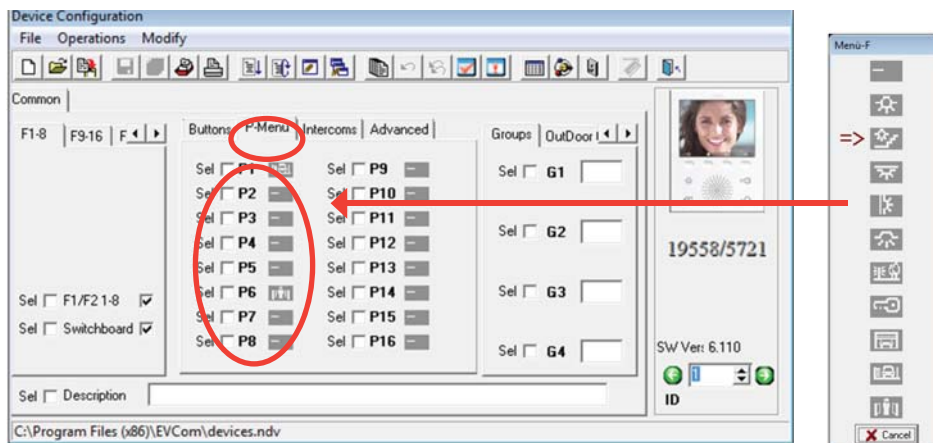 Device Configuration
File Operations Modify
Common
F1-8 F9-16 F
Buttons P-Menu Intercoms Advanced
Groups OutDoor
Sel P1 Sel P9
Sel P2 Sel P10
Sel P3 Sel P11
Sel P4 Sel P12
Sel P5 Sel P13
Sel P6 Sel P14
Sel P7 Sel P15
Sel P8 Sel P16
Sel F1/F2 1-8
Sel Switchboard
Sel G1
Sel G2
Sel G3
Sel G4
19558/5721
SW Ver: 6.110
1
ID
Sel Description
C:\Program Files (x86)\EVCom\devices.ndv
Menü-F
=>
Cancel